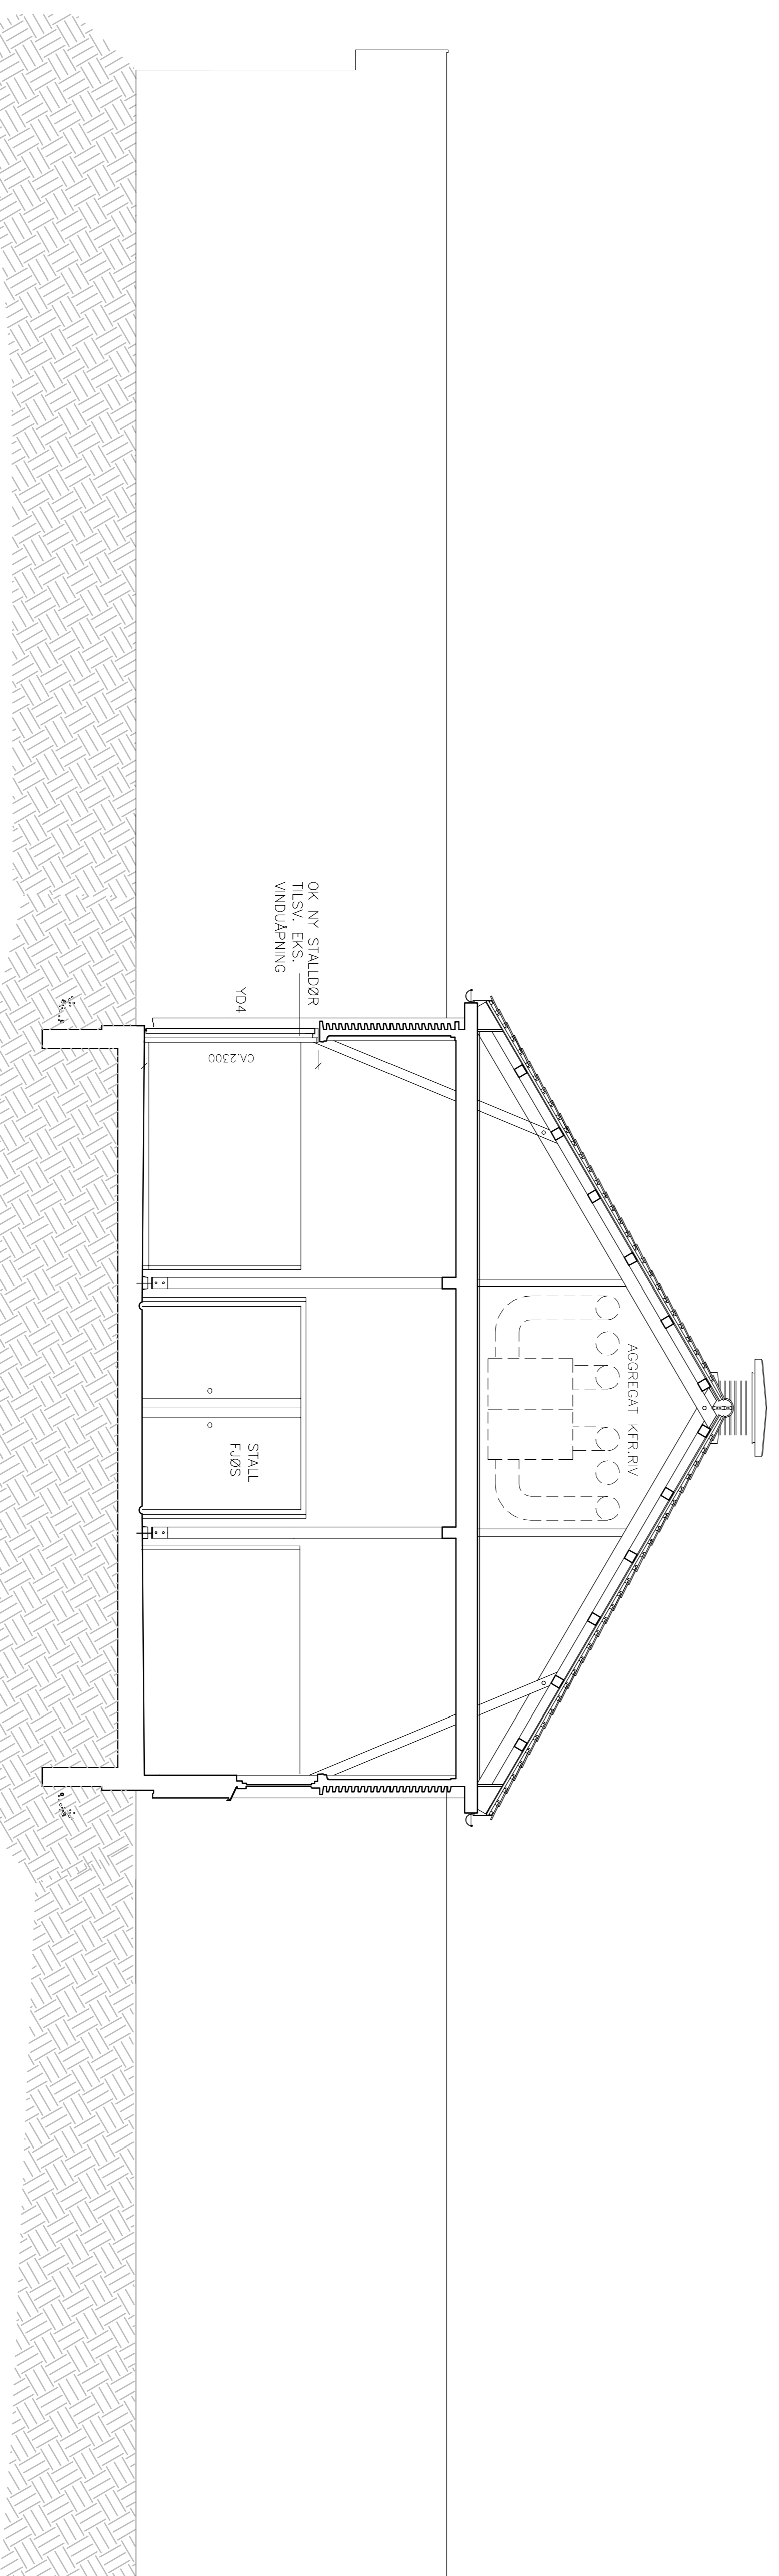 AGGREGAT KFR.RIV
OK NY STALLDØR
TILSV. EKS.
VINDUÅPNING
YD4
CA.2300
STALL
FJØS